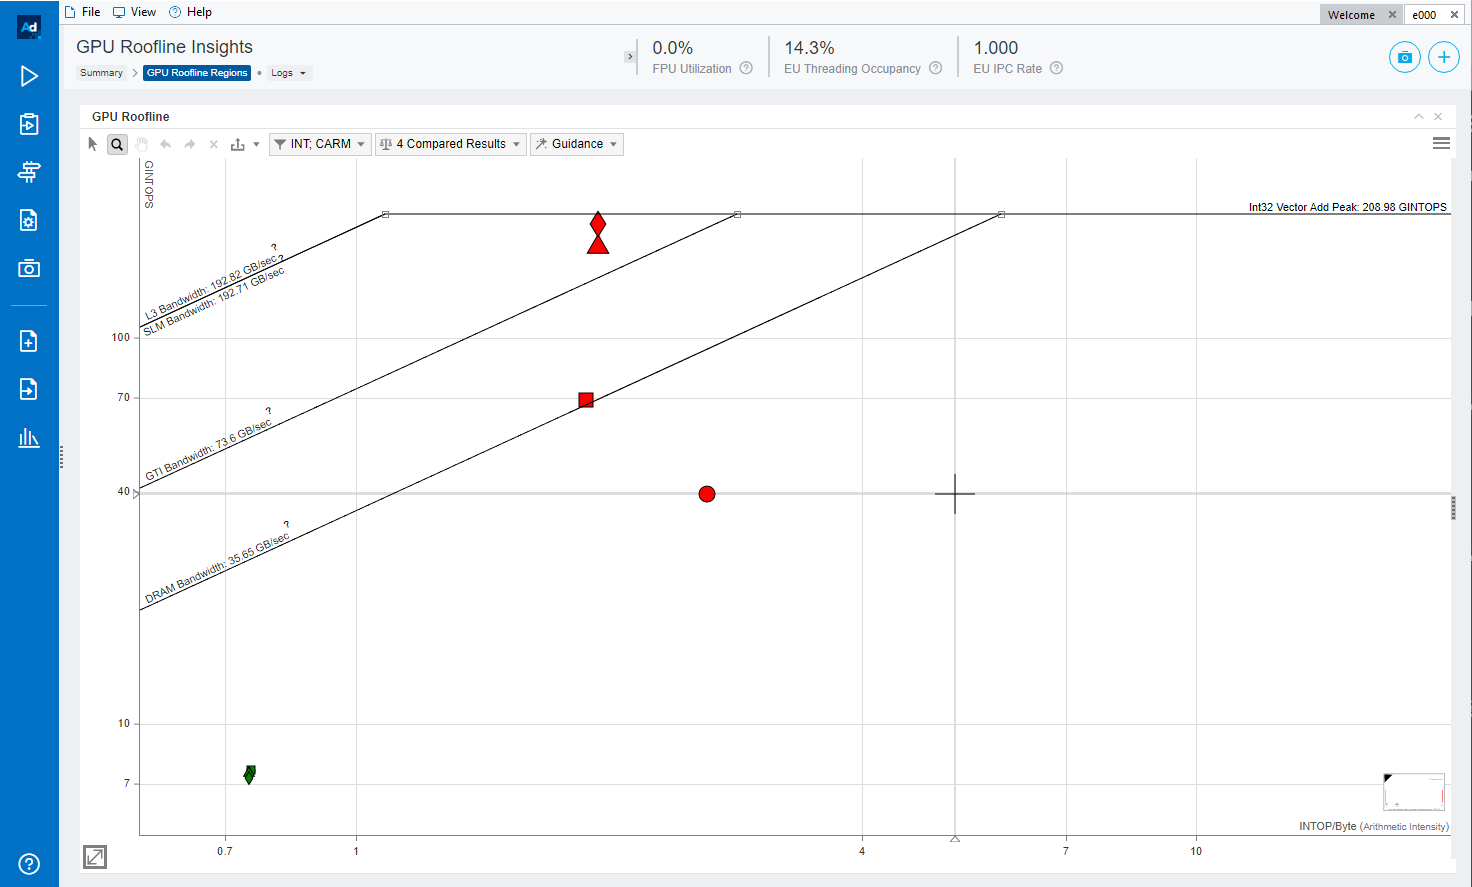 Ad
File View Help
Welcome
e000
GPU Roofline Insights
Summary GPU Roofline Regions Logs
0.0%
FPU Utilization
14.3%
EU Threading Occupancy
1.000
EU IPC Rate
GPU Roofline
INT; CARM
4 Compared Results
Guidance
GINTOPS
Int32 Vector Add Peak: 208.98 GINTOPS
L3 Bandwidth: 192.82 GB/sec ?
SLM Bandwidth: 192.71 GB/sec ?
100
70
GTI Bandwidth: 73.6 GB/sec ?
40
DRAM Bandwidth: 35.65 GB/sec ?
10
7
INTOP/Byte (Arithmetic Intensity)
0.7 1 4 7 10